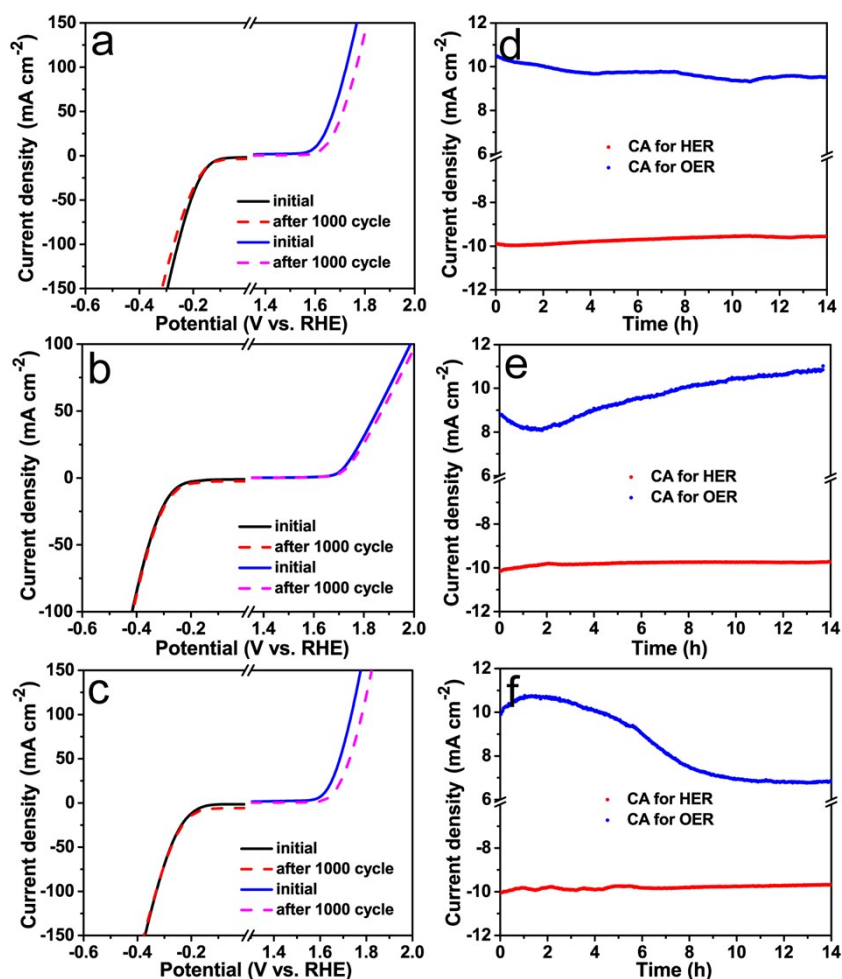 a
Current density (mA cm⁻²)
150
100
50
0
-50
-100
-150
initial
after 1000 cycle
initial
after 1000 cycle
-0.6 -0.4 -0.2 1.4 1.6 1.8 2.0
Potential (V vs. RHE)
d
Current density (mA cm⁻²)
12
10
8
6
-8
-10
-12
CA for HER
CA for OER
0 2 4 6 8 10 12 14
Time (h)
b
Current density (mA cm⁻²)
100
50
0
-50
-100
initial
after 1000 cycle
initial
after 1000 cycle
-0.6 -0.4 -0.2 1.4 1.6 1.8 2.0
Potential (V vs. RHE)
e
Current density (mA cm⁻²)
12
10
8
6
-8
-10
-12
CA for HER
CA for OER
0 2 4 6 8 10 12 14
Time (h)
c
Current density (mA cm⁻²)
150
100
50
0
-50
-100
-150
initial
after 1000 cycle
initial
after 1000 cycle
-0.6 -0.4 -0.2 1.4 1.6 1.8 2.0
Potential (V vs. RHE)
f
Current density (mA cm⁻²)
12
10
8
6
-8
-10
-12
CA for HER
CA for OER
0 2 4 6 8 10 12 14
Time (h)